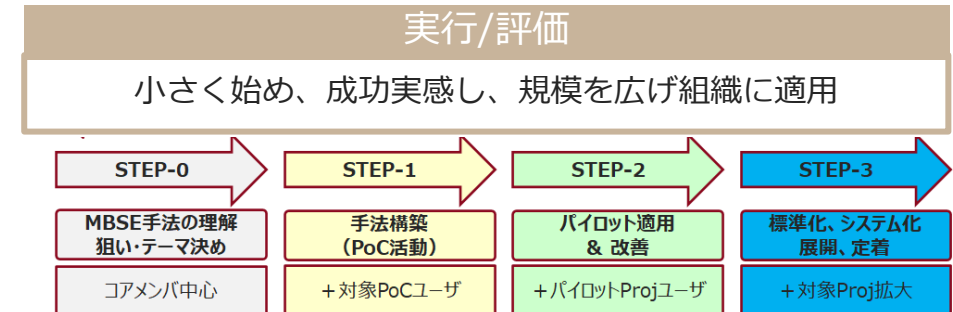 実行/評価
小さく始め、成功実感し、規模を広げ組織に適用
STEP-0
STEP-1
STEP-2
STEP-3
MBSE手法の理解
狙い・テーマ決め
手法構築
(PoC活動)
パイロット適用
& 改善
標準化、システム化
展開、定着
コアメンバ中心
+対象PoCユーザ
+パイロットProjユーザ
+対象Proj拡大